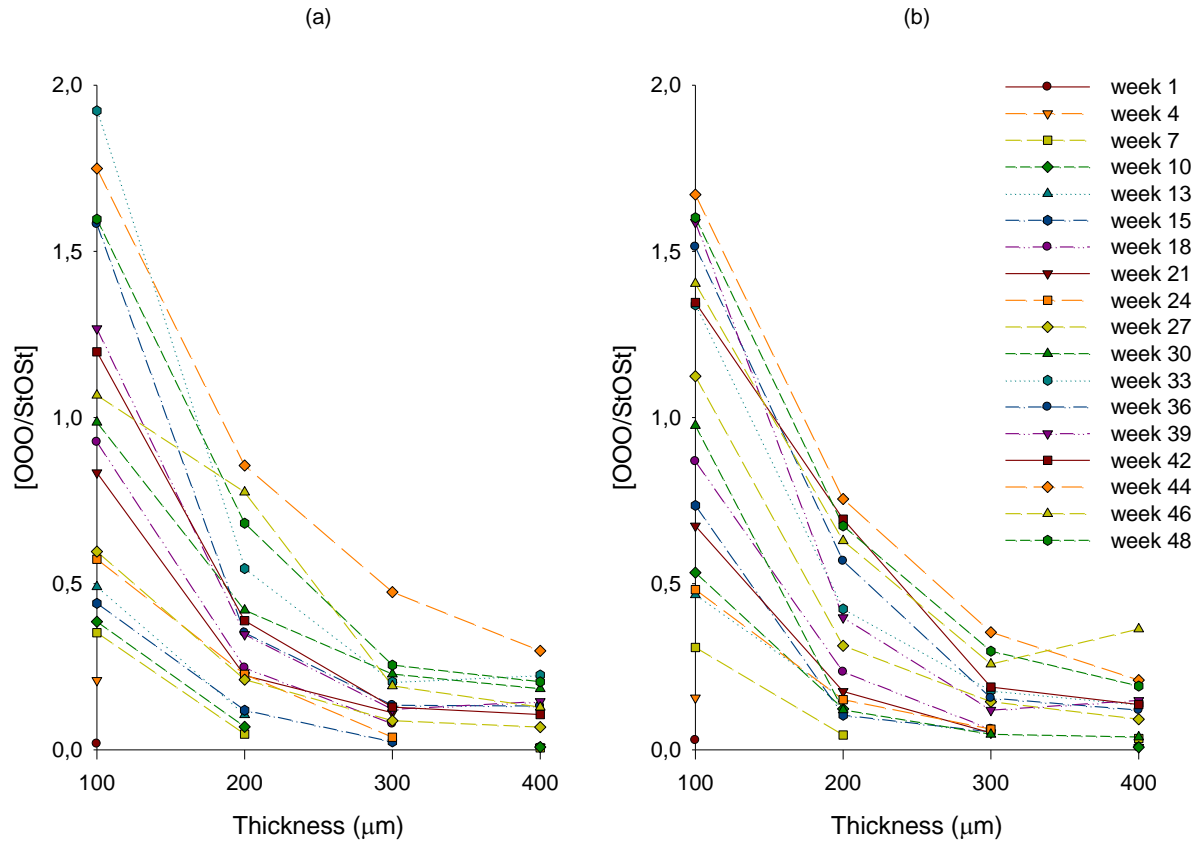 (a)
(b)
2,0
1,5
1,0
0,5
0,0
[OOO/StOSt]
100
200
300
400
Thickness (μm)
2,0
1,5
1,0
0,5
0,0
[OOO/StOSt]
100
200
300
400
Thickness (μm)
week 1
week 4
week 7
week 10
week 13
week 15
week 18
week 21
week 24
week 27
week 30
week 33
week 36
week 39
week 42
week 44
week 46
week 48